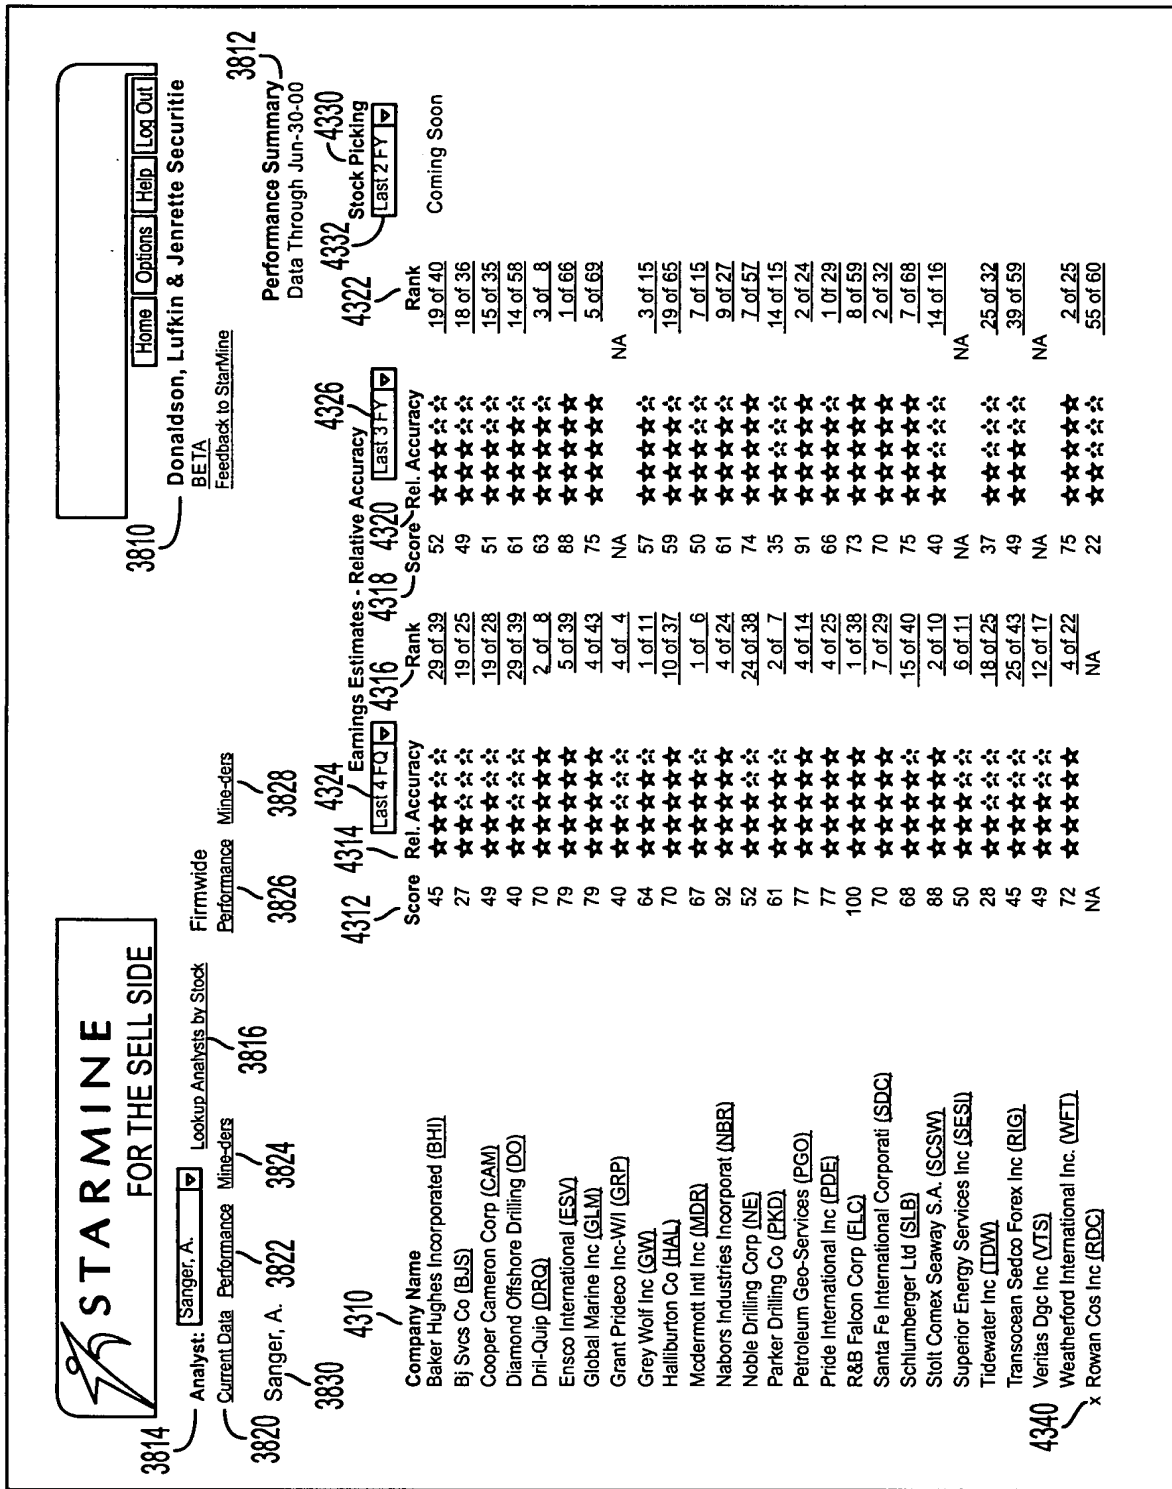 STARMINE
FOR THE SELL SIDE
Home Options Help Log Out
3810
Donaldson, Lufkin & Jenrette Securitie
BETA
Feedback to StarMine
3814
Analyst: Sanger, A.
Lookup Analysts by Stock
3816
Firmwide
Current Data Performance Mine-ders
Performance Mine-ders
3820 3822 3824 3826 3828
Sanger, A.
3830
Performance Summary
3812
Data Through Jun-30-00
Earnings Estimates - Relative Accuracy
Stock Picking
4330
4310 4312 4314 4324 4316 4318 4320 4326 4322 4332
Last 4 FQ Last 3 FY Last 2 FY
Company Name Score Rel. Accuracy Rank Score Rel. Accuracy Rank
Baker Hughes Incorporated (BHI) 45 29 of 39 52 19 of 40 Coming Soon
Bj Svcs Co (BJS) 27 19 of 25 49 18 of 36
Cooper Cameron Corp (CAM) 49 19 of 28 51 15 of 35
Diamond Offshore Drilling (DO) 40 29 of 39 61 14 of 58
Dril-Quip (DRQ) 70 2 of 8 63 3 of 8
Ensco International (ESV) 79 5 of 39 88 1 of 66
Global Marine Inc (GLM) 79 4 of 43 75 5 of 69
Grant Prideco Inc-W/I (GRP) 40 4 of 4 NA NA
Grey Wolf Inc (GW) 64 1 of 11 57 3 of 15
Halliburton Co (HAL) 70 10 of 37 59 19 of 65
Mcdermott Intl Inc (MDR) 67 1 of 6 50 7 of 15
Nabors Industries Incorporat (NBR) 92 4 of 24 61 9 of 27
Noble Drilling Corp (NE) 52 24 of 38 74 7 of 57
Parker Drilling Co (PKD) 61 2 of 7 35 14 of 15
Petroleum Geo-Services (PGO) 77 4 of 14 91 2 of 24
Pride International Inc (PDE) 77 4 of 25 66 1 0f 29
R&B Falcon Corp (FLC) 100 1 of 38 73 8 of 59
Santa Fe International Corporati (SDC) 70 7 of 29 70 2 of 32
Schlumberger Ltd (SLB) 68 15 of 40 75 7 of 68
Stolt Comex Seaway S.A. (SCSW) 88 2 of 10 40 14 of 16
Superior Energy Services Inc (SESI) 50 6 of 11 NA NA
Tidewater Inc (TDW) 28 18 of 25 37 25 of 32
Transocean Sedco Forex Inc (RIG) 45 25 of 43 49 39 of 59
Veritas Dgc Inc (VTS) 49 12 of 17 NA NA
Weatherford International Inc. (WFT) 72 4 of 22 75 2 of 25
4340
x Rowan Cos Inc (RDC) NA NA 22 55 of 60